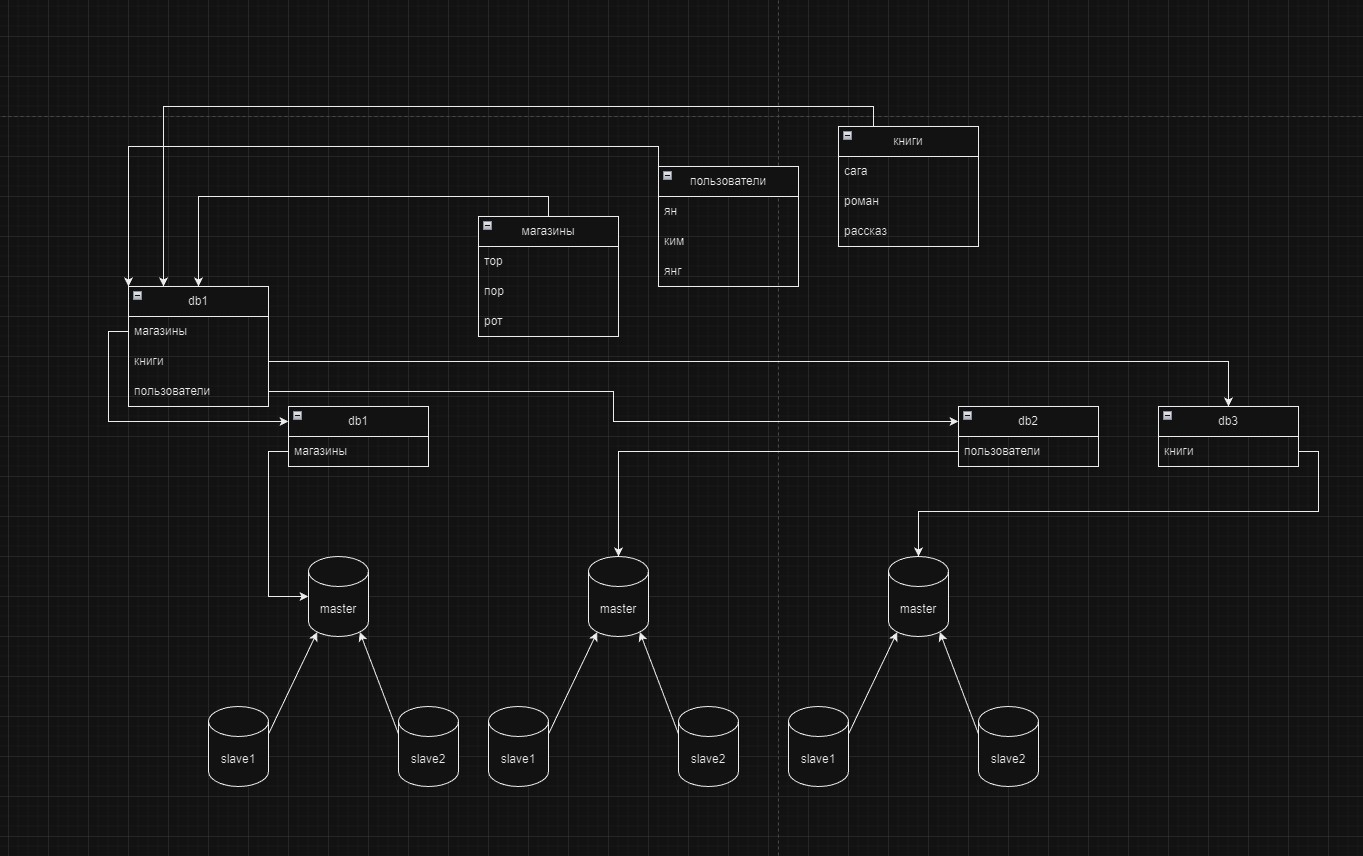 книги
сага
роман
рассказ
пользователи
ян
ким
янг
магазины
тор
пор
рот
db1
магазины
книги
пользователи
db1
магазины
db2
пользователи
db3
книги
master
master
master
slave1
slave2
slave1
slave2
slave1
slave2